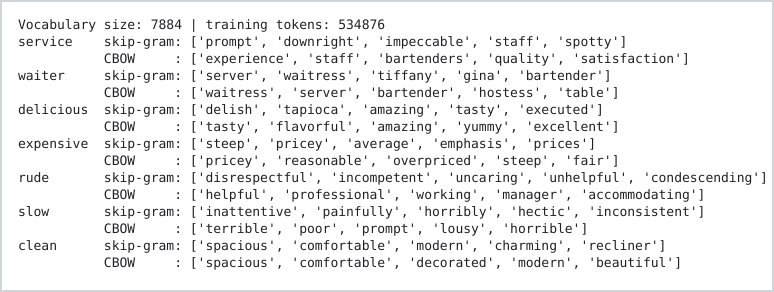 Vocabulary size: 7884 | training tokens: 534876
service    skip-gram: ['prompt', 'downright', 'impeccable', 'staff', 'spotty']
           CBOW     : ['experience', 'staff', 'bartenders', 'quality', 'satisfaction']
waiter     skip-gram: ['server', 'waitress', 'tiffany', 'gina', 'bartender']
           CBOW     : ['waitress', 'server', 'bartender', 'hostess', 'table']
delicious  skip-gram: ['delish', 'tapioca', 'amazing', 'tasty', 'executed']
           CBOW     : ['tasty', 'flavorful', 'amazing', 'yummy', 'excellent']
expensive  skip-gram: ['steep', 'pricey', 'average', 'emphasis', 'prices']
           CBOW     : ['pricey', 'reasonable', 'overpriced', 'steep', 'fair']
rude       skip-gram: ['disrespectful', 'incompetent', 'uncaring', 'unhelpful', 'condescending']
           CBOW     : ['helpful', 'professional', 'working', 'manager', 'accommodating']
slow       skip-gram: ['inattentive', 'painfully', 'horribly', 'hectic', 'inconsistent']
           CBOW     : ['terrible', 'poor', 'prompt', 'lousy', 'horrible']
clean      skip-gram: ['spacious', 'comfortable', 'modern', 'charming', 'recliner']
           CBOW     : ['spacious', 'comfortable', 'decorated', 'modern', 'beautiful']